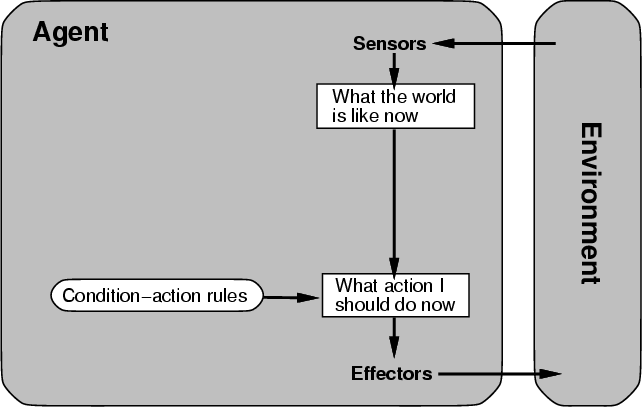 Agent
Sensors
What the world
is like now
Environment
Condition−action rules
What action I
should do now
Effectors